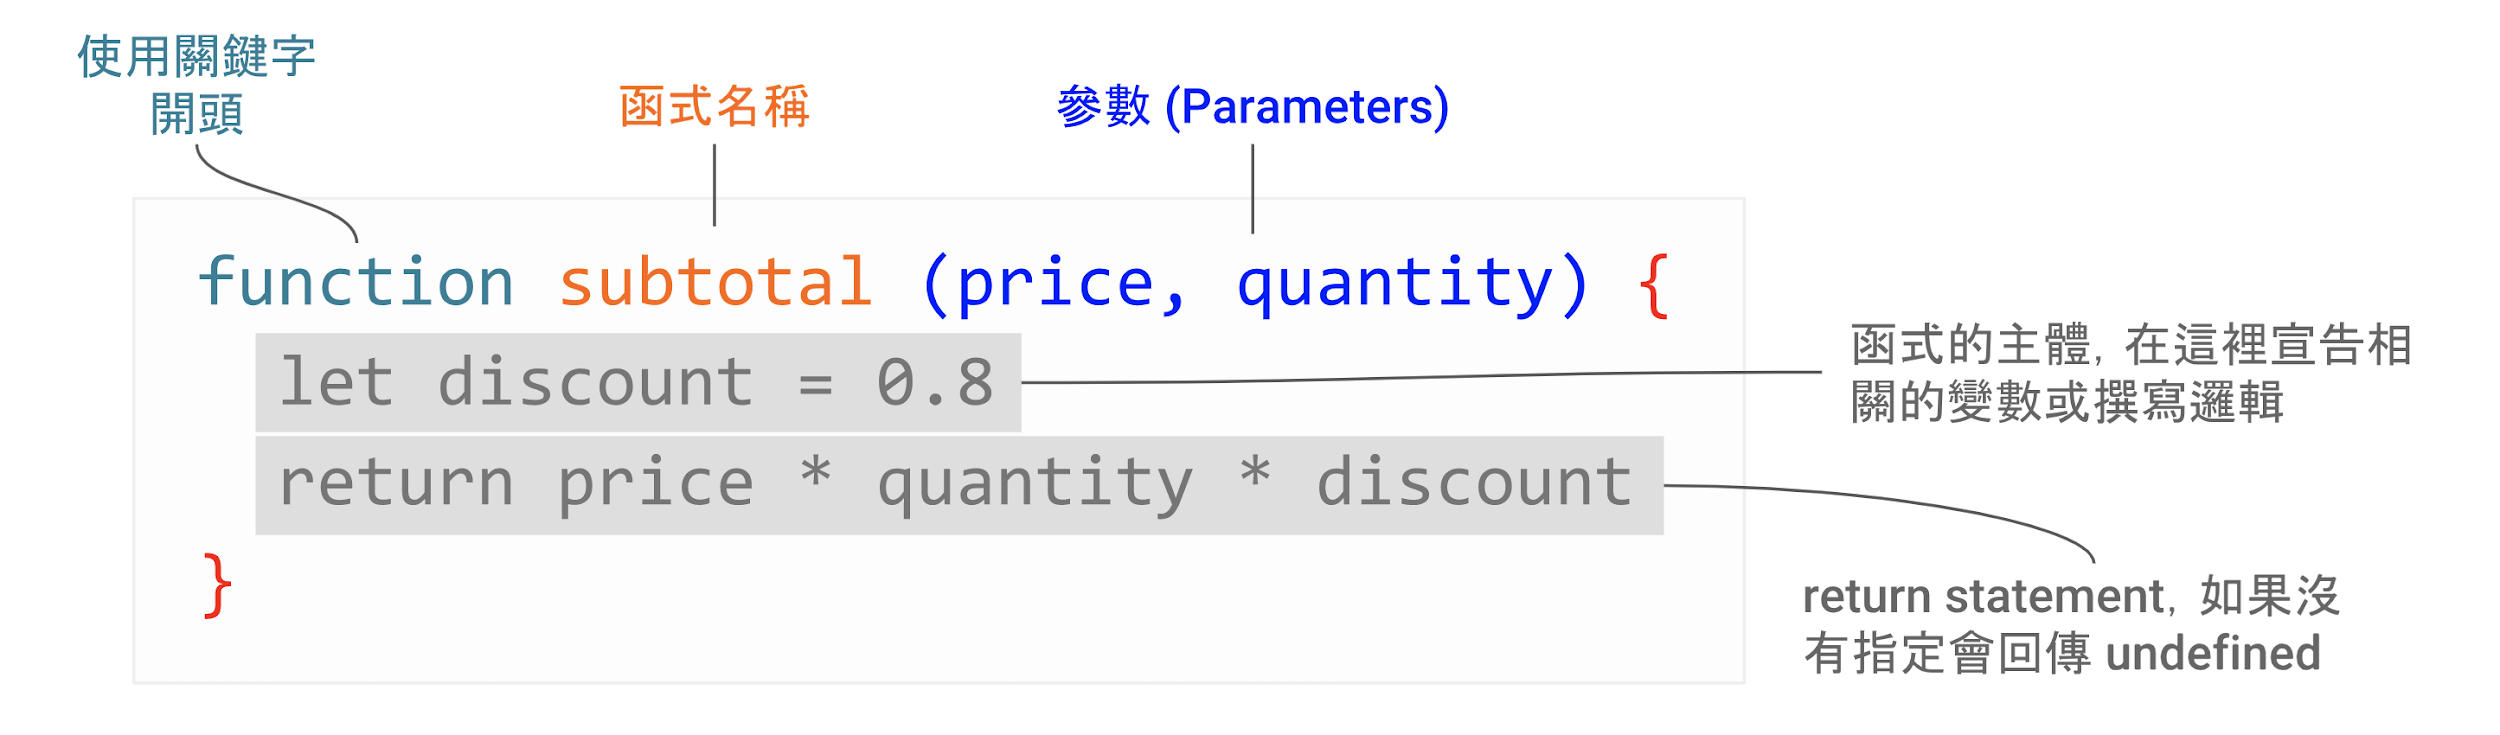 使用關鍵字
開頭
函式名稱
參數 (Parameters)
function subtotal (price, quantity) {
let discount = 0.8
return price * quantity * discount
}
函式的主體，在這裡宣告相
關的變數或撰寫邏輯
return statement，如果沒
有指定會回傳 undefined